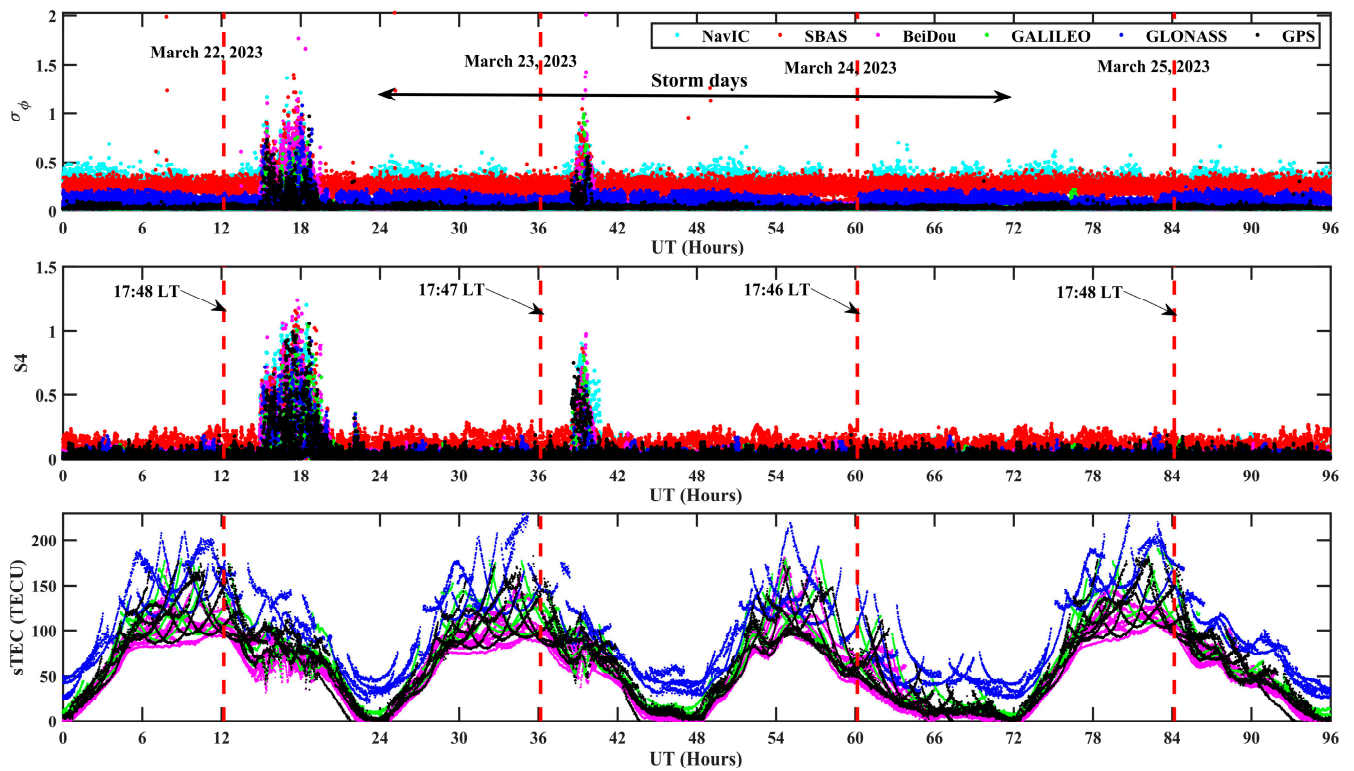 2
NavIC SBAS BeiDou GALILEO GLONASS GPS
March 22, 2023
March 23, 2023
March 24, 2023
March 25, 2023
1.5
Storm days
1
0.5
0
σϕ
0 6 12 18 24 30 36 42 48 54 60 66 72 78 84 90 96
UT (Hours)
1.5
17:48 LT
17:47 LT
17:46 LT
17:48 LT
1
0.5
0
S4
0 6 12 18 24 30 36 42 48 54 60 66 72 78 84 90 96
UT (Hours)
200
150
100
50
0
sTEC (TECU)
0 6 12 18 24 30 36 42 48 54 60 66 72 78 84 90 96
UT (Hours)